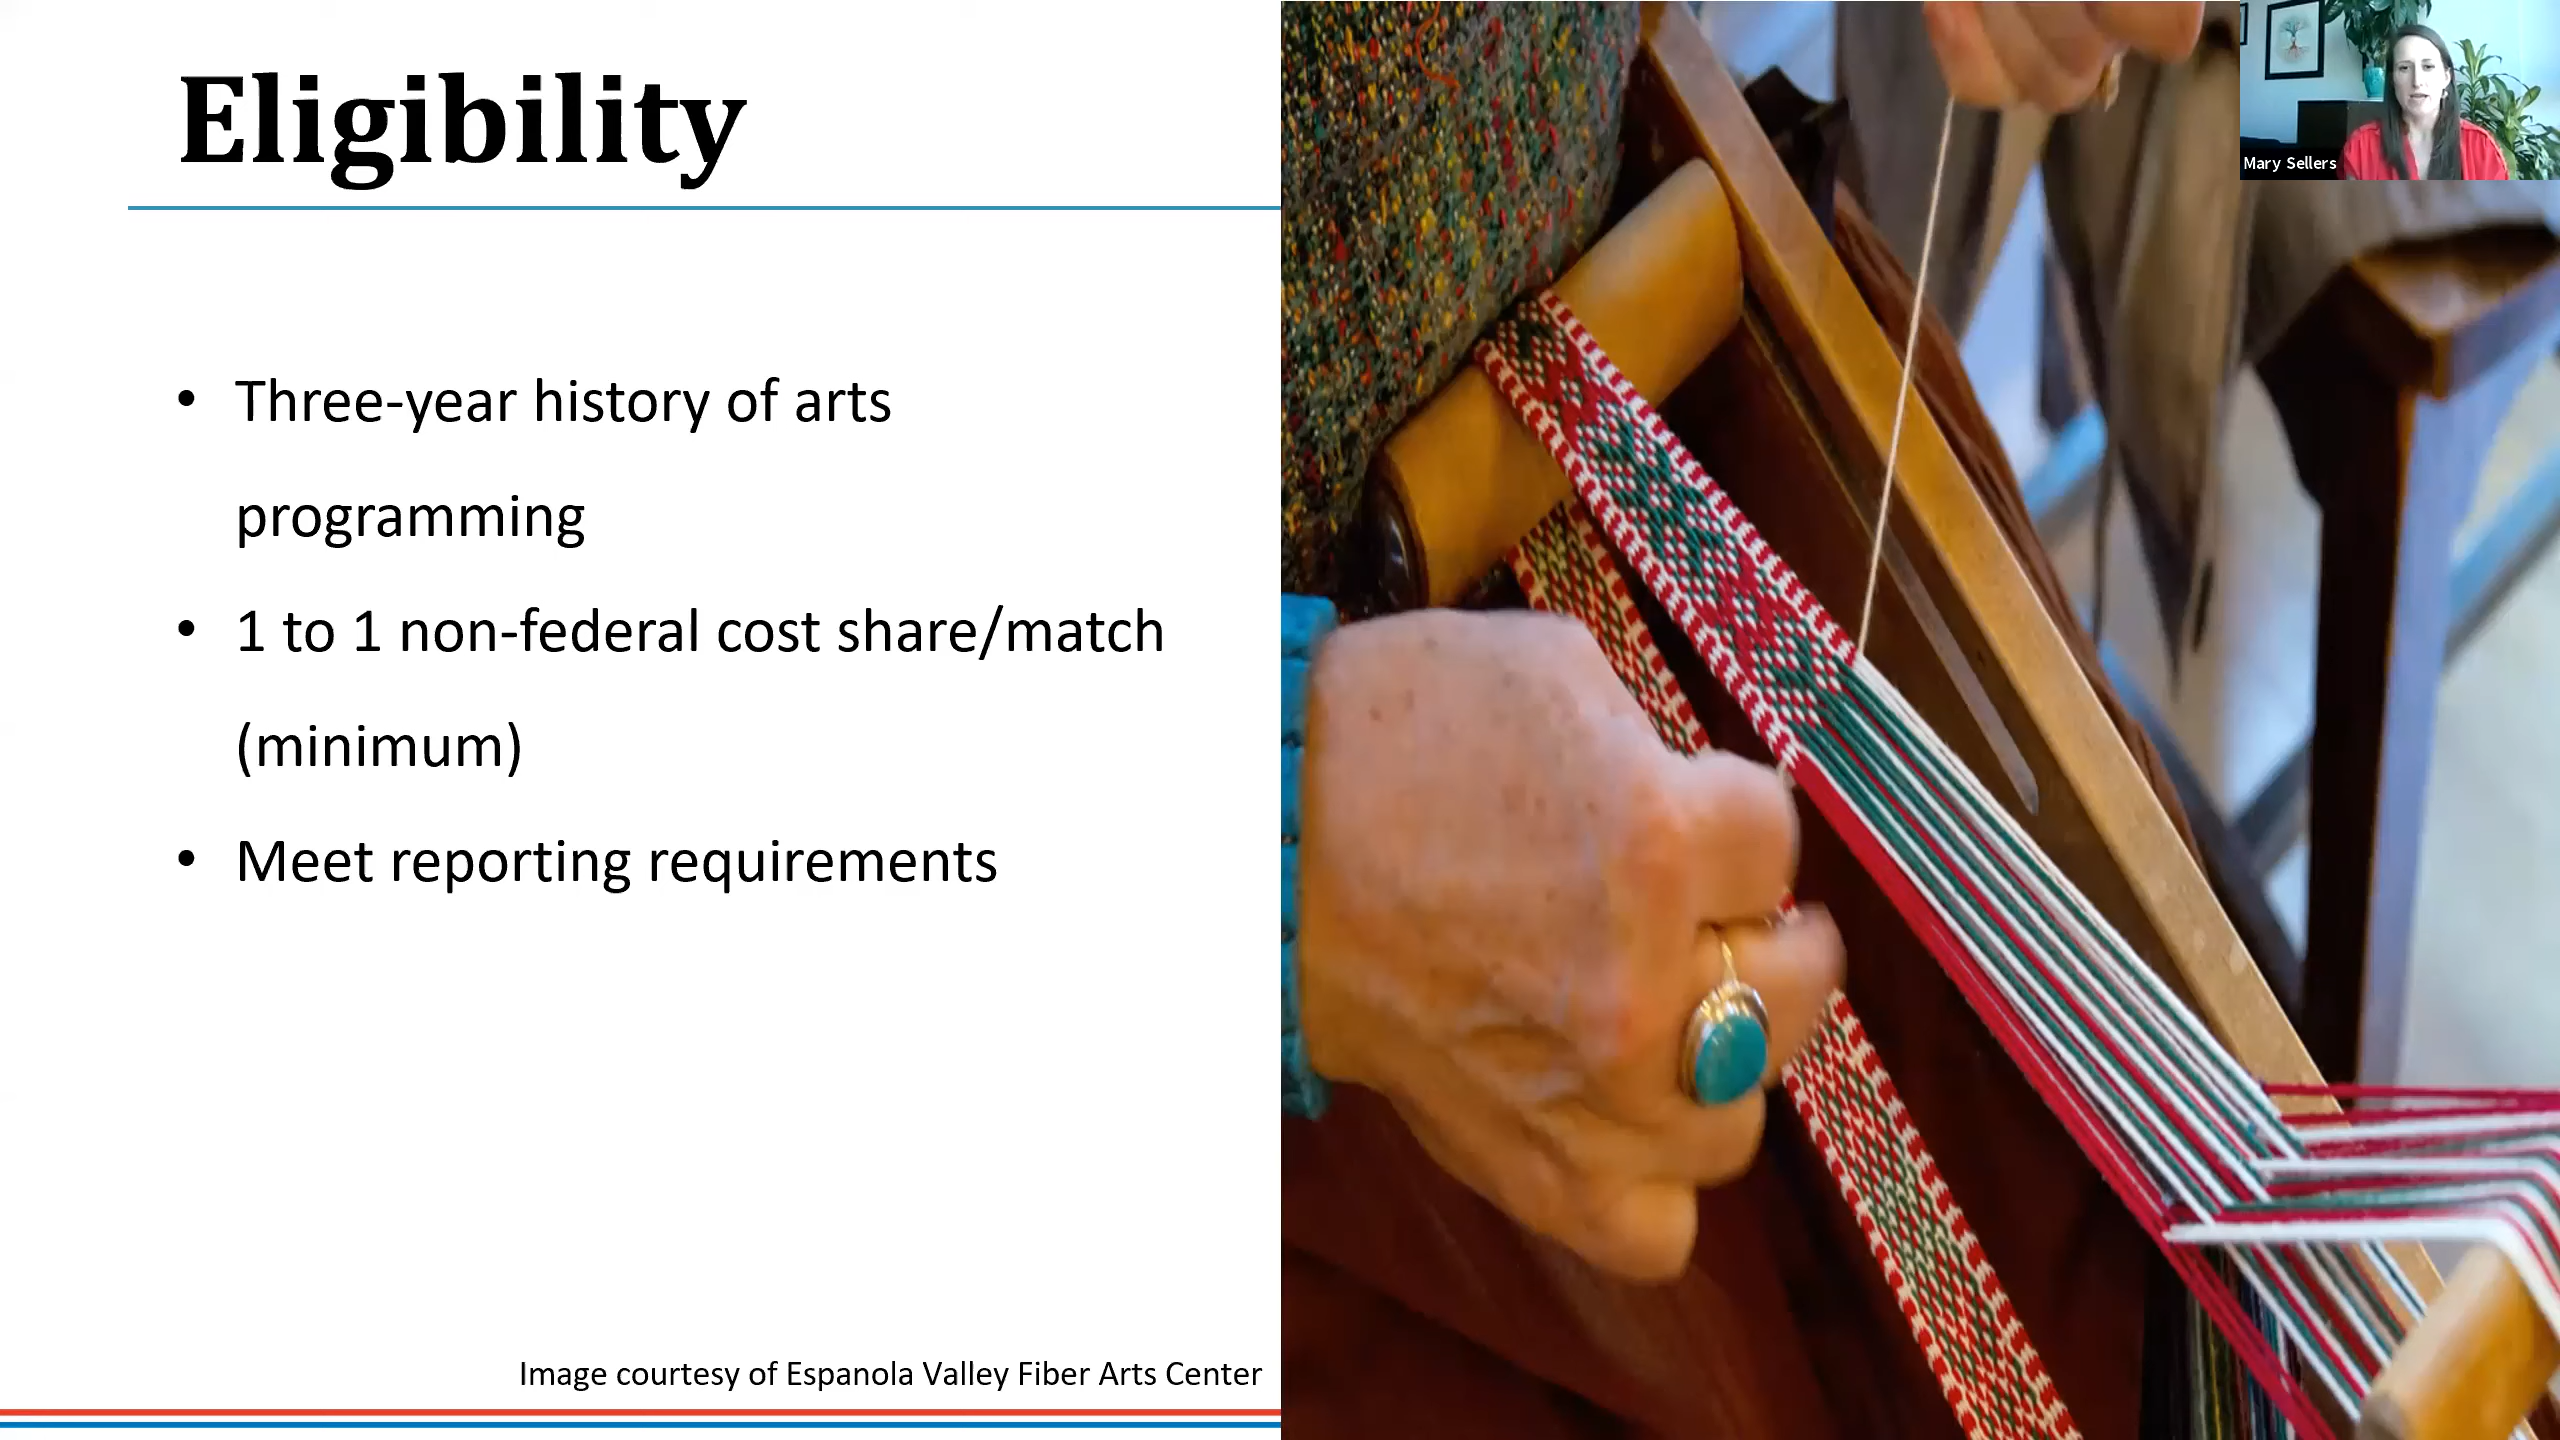 Eligibility
Mary Sellers
• Three-year history of arts
programming
• 1 to 1 non-federal cost share/match
(minimum)
• Meet reporting requirements
Image courtesy of Espanola Valley Fiber Arts Center